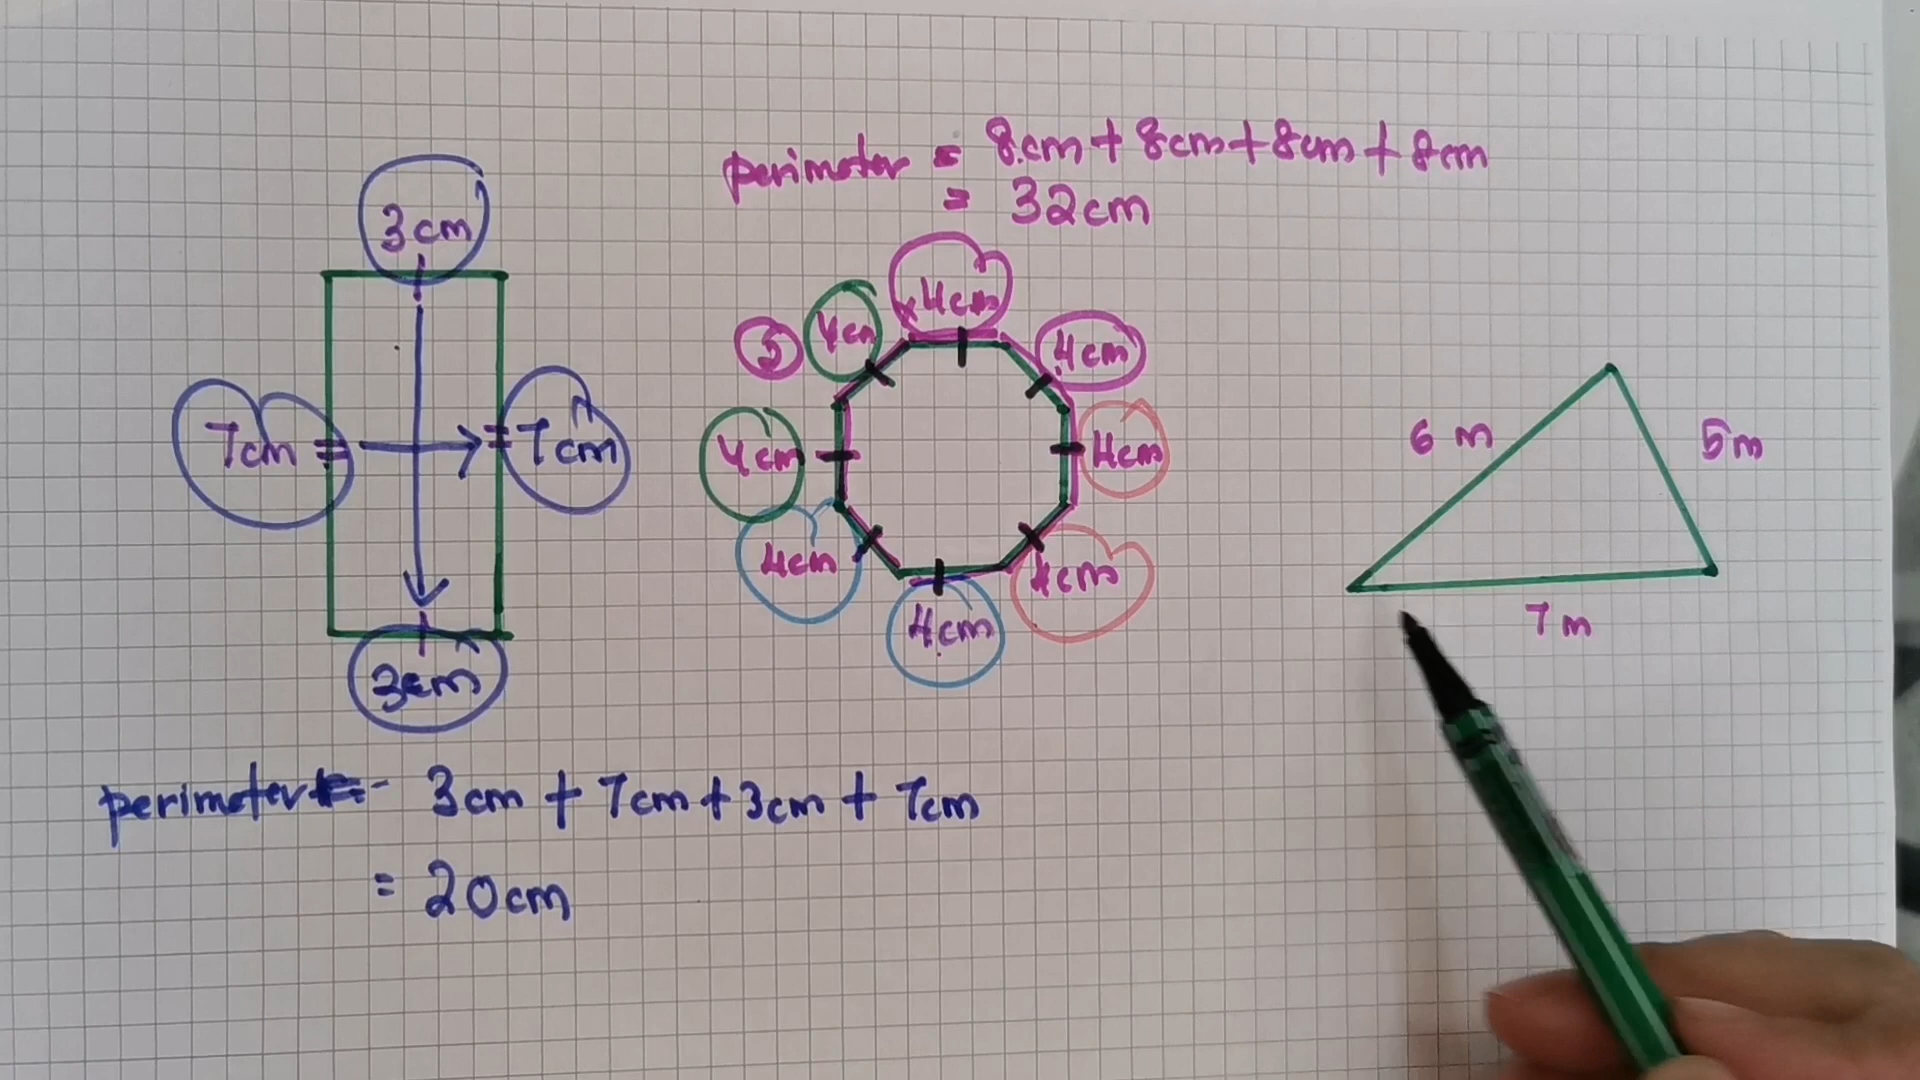 perimeter = 8cm + 8cm + 8cm + 8cm
= 32cm
3cm
7cm
7cm
3cm
4cm
4cm
4cm
4cm
4cm
4cm
4cm
4cm
6 m
5m
7m
perimeter = 3cm + 7cm + 3cm + 7cm
= 20cm